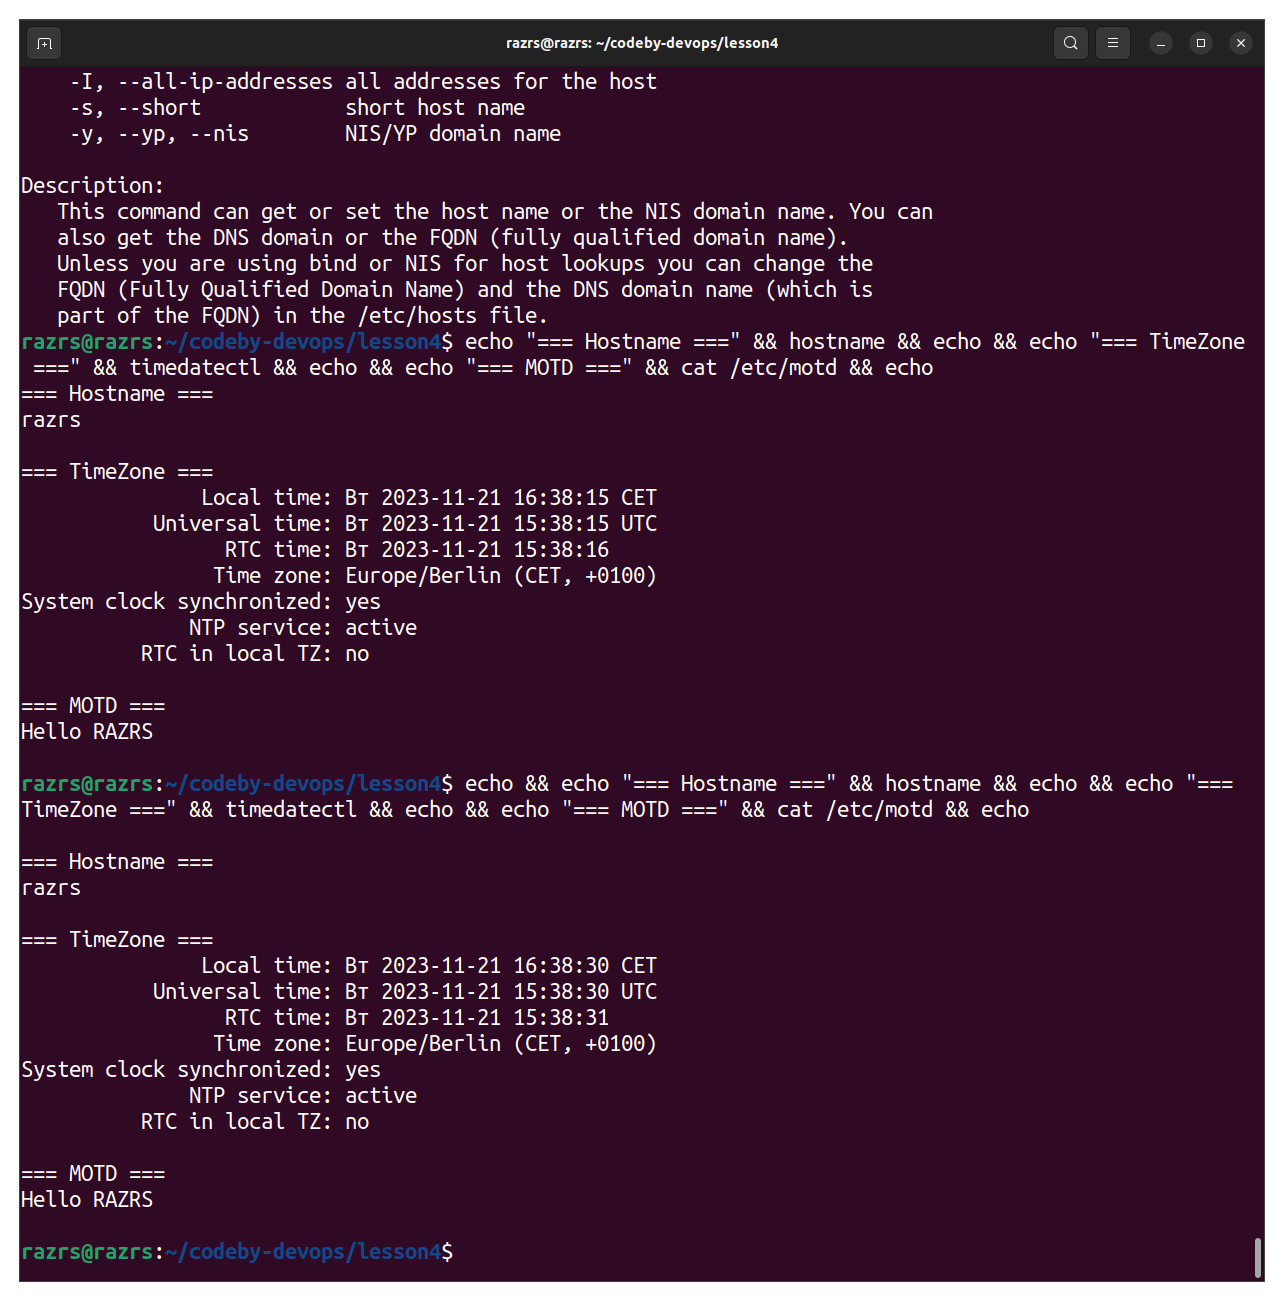 razrs@razrs: ~/codeby-devops/lesson4
    -I, --all-ip-addresses all addresses for the host
    -s, --short            short host name
    -y, --yp, --nis        NIS/YP domain name

Description:
   This command can get or set the host name or the NIS domain name. You can
   also get the DNS domain or the FQDN (fully qualified domain name).
   Unless you are using bind or NIS for host lookups you can change the
   FQDN (Fully Qualified Domain Name) and the DNS domain name (which is
   part of the FQDN) in the /etc/hosts file.
razrs@razrs:~/codeby-devops/lesson4$ echo "=== Hostname ===" && hostname && echo && echo "=== TimeZone
 ===" && timedatectl && echo && echo "=== MOTD ===" && cat /etc/motd && echo
=== Hostname ===
razrs

=== TimeZone ===
               Local time: Вт 2023-11-21 16:38:15 CET
           Universal time: Вт 2023-11-21 15:38:15 UTC
                 RTC time: Вт 2023-11-21 15:38:16
                Time zone: Europe/Berlin (CET, +0100)
System clock synchronized: yes
              NTP service: active
          RTC in local TZ: no

=== MOTD ===
Hello RAZRS

razrs@razrs:~/codeby-devops/lesson4$ echo && echo "=== Hostname ===" && hostname && echo && echo "===
TimeZone ===" && timedatectl && echo && echo "=== MOTD ===" && cat /etc/motd && echo

=== Hostname ===
razrs

=== TimeZone ===
               Local time: Вт 2023-11-21 16:38:30 CET
           Universal time: Вт 2023-11-21 15:38:30 UTC
                 RTC time: Вт 2023-11-21 15:38:31
                Time zone: Europe/Berlin (CET, +0100)
System clock synchronized: yes
              NTP service: active
          RTC in local TZ: no

=== MOTD ===
Hello RAZRS

razrs@razrs:~/codeby-devops/lesson4$